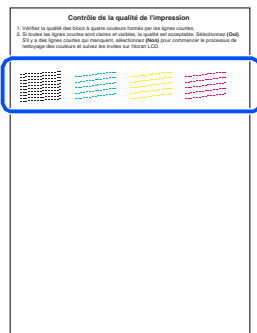 Contrôle de la qualité de l'impression
1. Vérifiez la qualité des blocs à quatre couleurs formés par les lignes courtes.
2. Si toutes les lignes courtes sont claires et visibles, la qualité est acceptable. Sélectionnez (Oui).
S'il y a des lignes courtes qui manquent, sélectionnez (Non) pour commencer le processus de
nettoyage des couleurs et suivez les invites sur l'écran LCD.